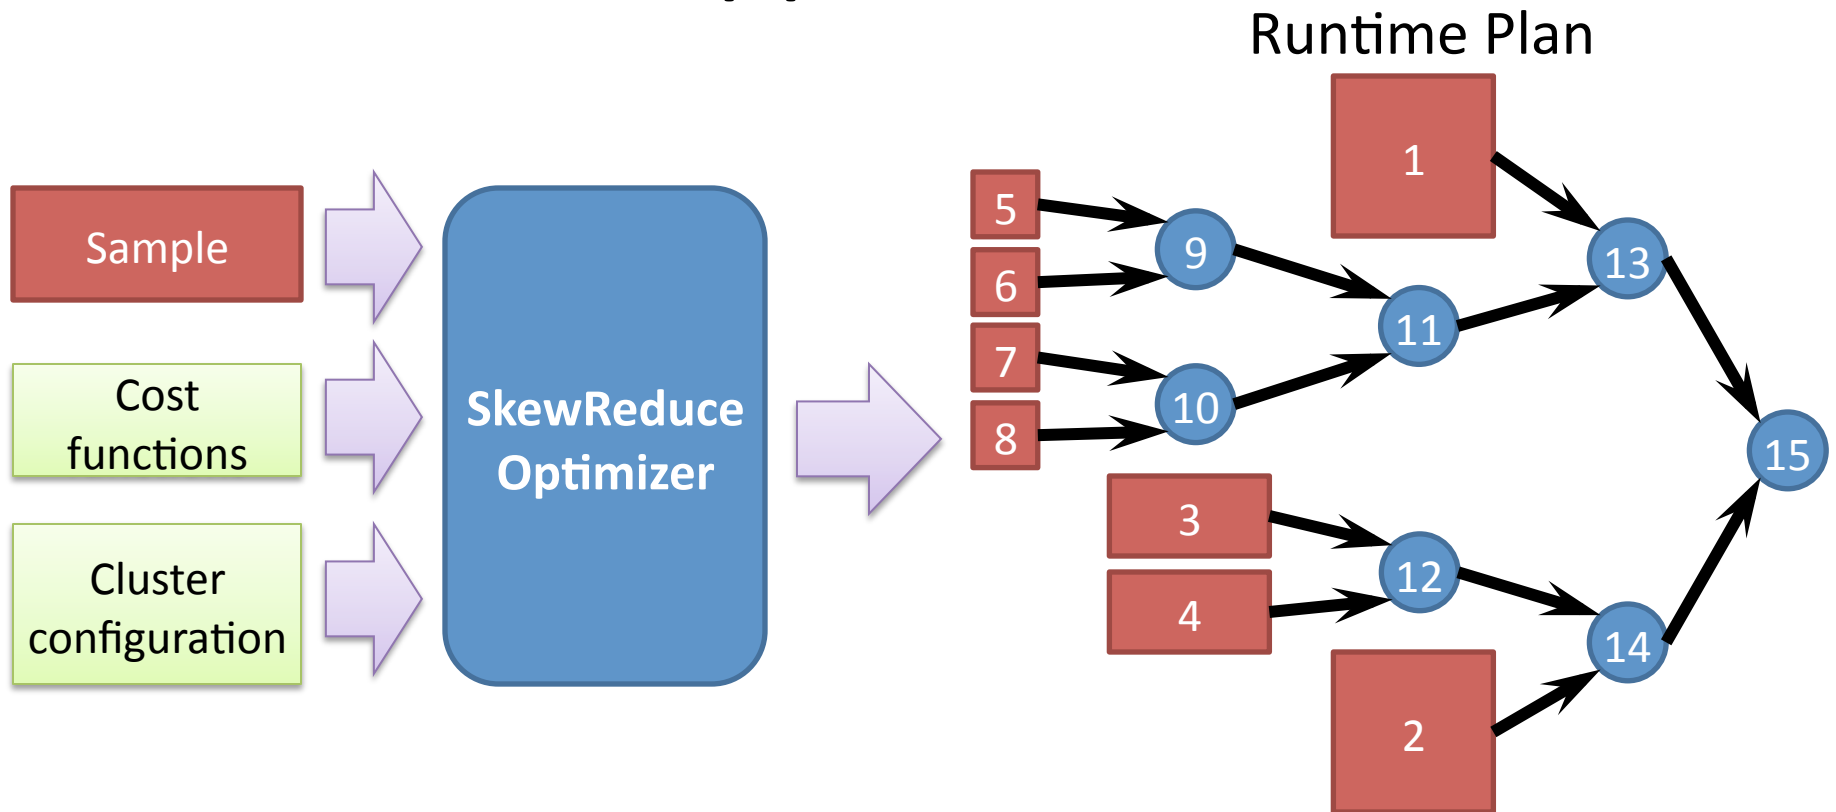 Runtime Plan
Sample
Cost
functions
Cluster
configuration
SkewReduce
Optimizer
1
5
6
7
8
9
10
11
13
3
4
12
14
15
2